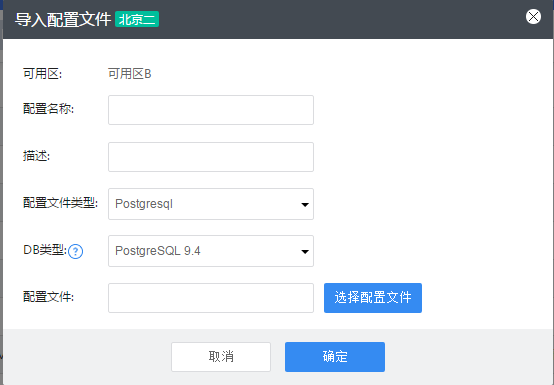 导入配置文件 北京二
可用区: 可用区B
配置名称:
描述:
配置文件类型: Postgresql
DB类型: ? PostgreSQL 9.4
配置文件: 选择配置文件
取消 确定